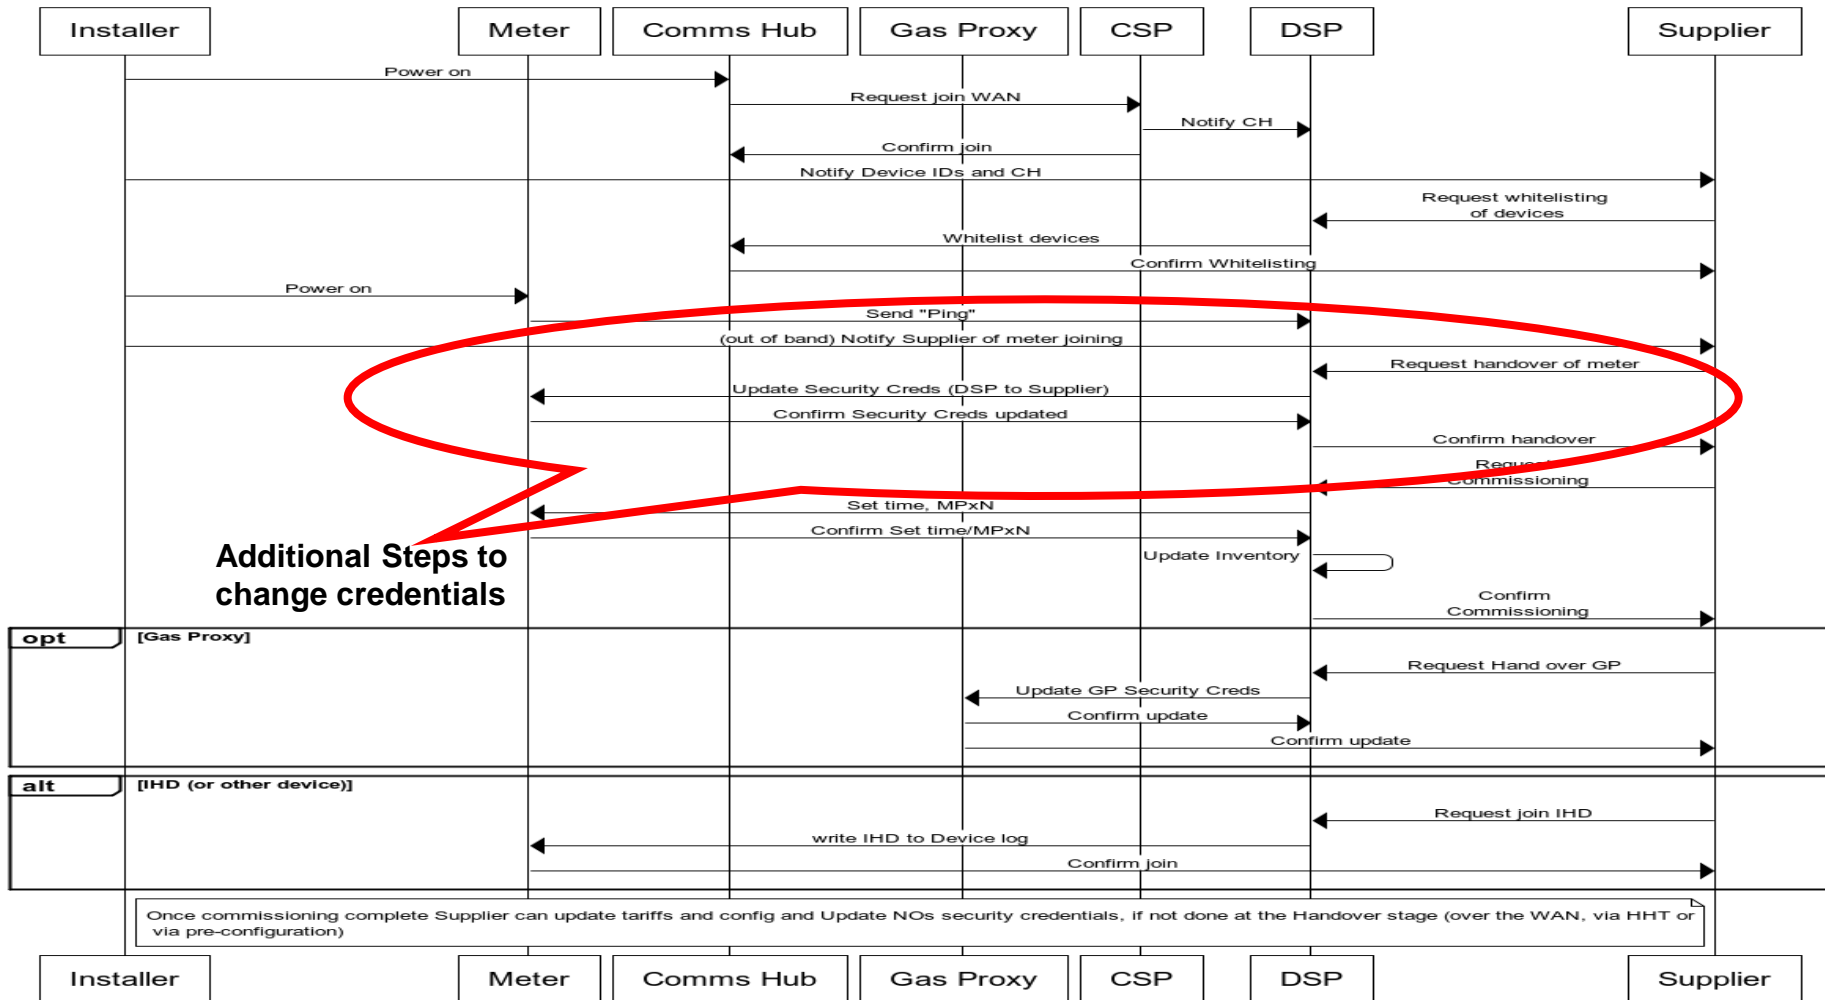 Installer
Meter
Comms Hub
Gas Proxy
CSP
DSP
Supplier
Power on
Request join WAN
Notify CH
Confirm join
Notify Device IDs and CH
Request whitelisting
of devices
Whitelist devices
Confirm Whitelisting
Power on
Send "Ping"
(out of band) Notify Supplier of meter joining
Request handover of meter
Update Security Creds (DSP to Supplier)
Confirm Security Creds updated
Confirm handover
Request
Commissioning
Set time, MPxN
Confirm Set time/MPxN
Update Inventory
Additional Steps to
change credentials
Confirm
Commissioning
opt
[Gas Proxy]
Request Hand over GP
Update GP Security Creds
Confirm update
Confirm update
alt
[IHD (or other device)]
Request join IHD
write IHD to Device log
Confirm join
Once commissioning complete Supplier can update tariffs and config and Update NOs security credentials, if not done at the Handover stage (over the WAN, via HHT or
via pre-configuration)
Installer
Meter
Comms Hub
Gas Proxy
CSP
DSP
Supplier